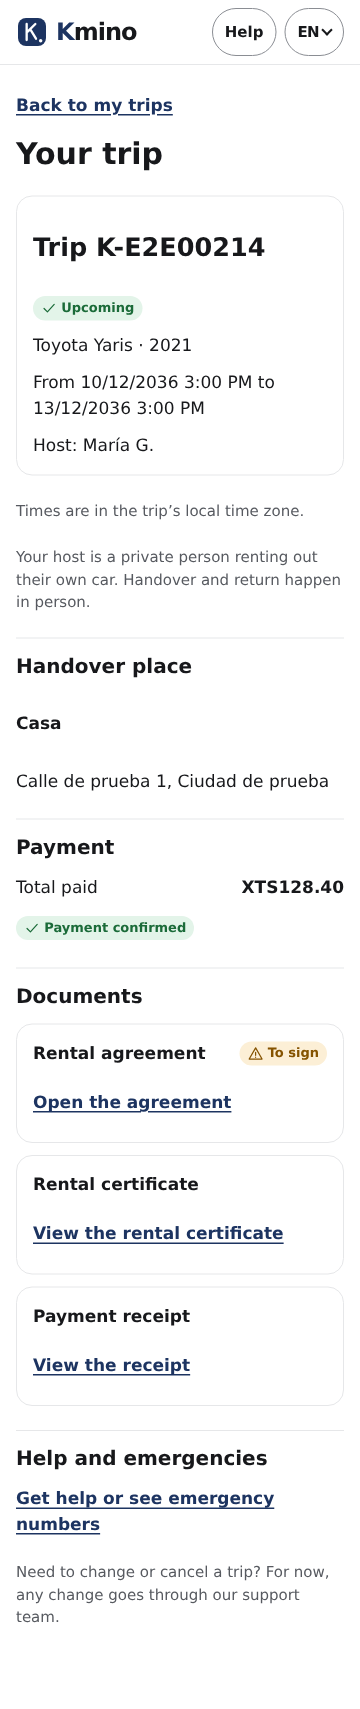 K. Kmino
Help
EN
Back to my trips
Your trip
Trip K-E2E00214
Upcoming
Toyota Yaris · 2021
From 10/12/2036 3:00 PM to
13/12/2036 3:00 PM
Host: María G.
Times are in the trip’s local time zone.
Your host is a private person renting out
their own car. Handover and return happen
in person.
Handover place
Casa
Calle de prueba 1, Ciudad de prueba
Payment
Total paid XTS128.40
Payment confirmed
Documents
Rental agreement To sign
Open the agreement
Rental certificate
View the rental certificate
Payment receipt
View the receipt
Help and emergencies
Get help or see emergency
numbers
Need to change or cancel a trip? For now,
any change goes through our support
team.